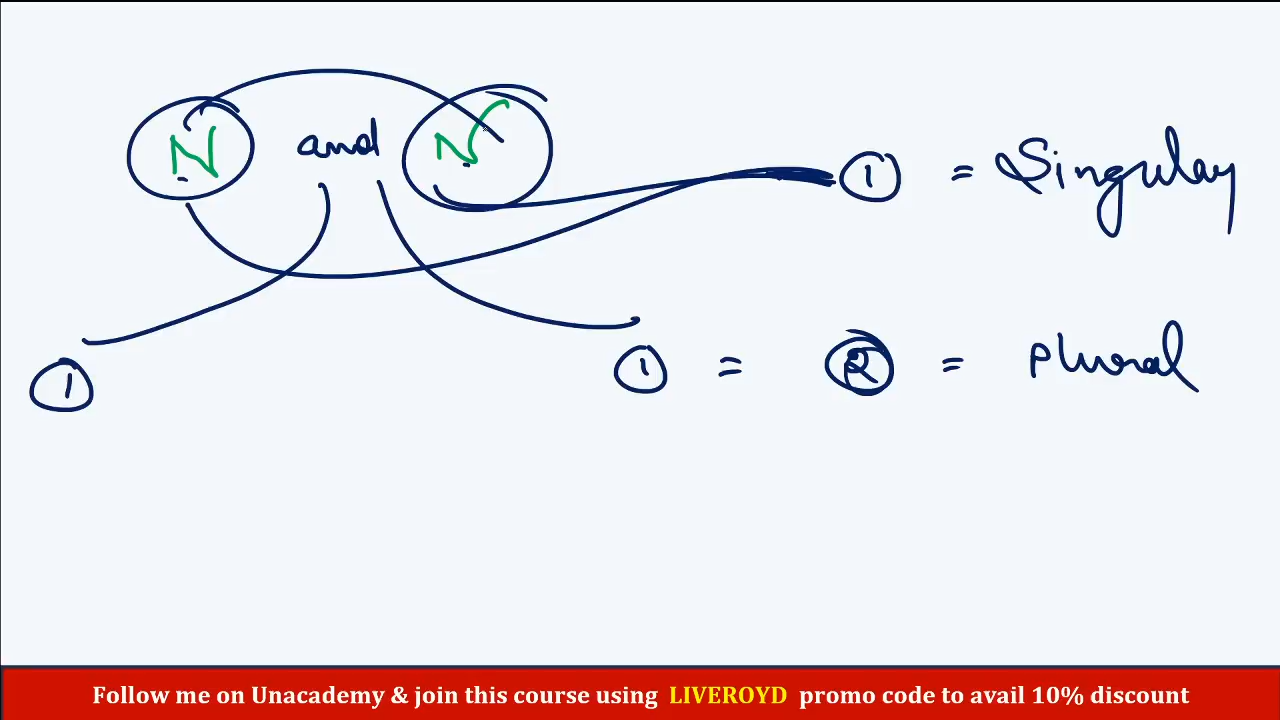 N and N ① = Singular
① ① = ② = Plural
Follow me on Unacademy & join this course using LIVEROYD promo code to avail 10% discount